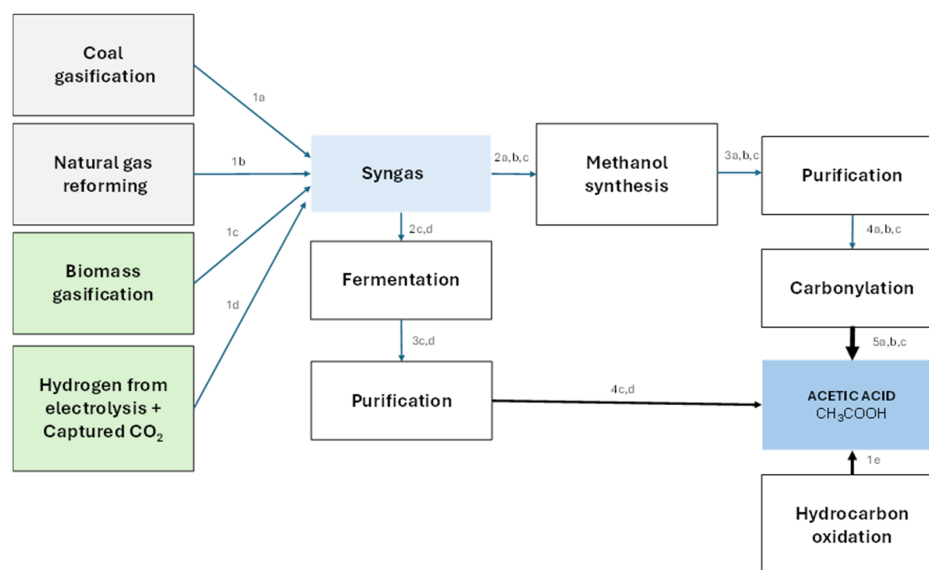 Coal
gasification
1a
Natural gas
reforming
1b
Syngas
2a,b,c
Methanol
synthesis
3a,b,c
Purification
1c
2c,d
4a,b,c
Biomass
gasification
1d
Fermentation
Carbonylation
3c,d
5a,b,c
Hydrogen from
electrolysis +
Captured CO₂
Purification
4c,d
ACETIC ACID
CH₃COOH
1e
Hydrocarbon
oxidation